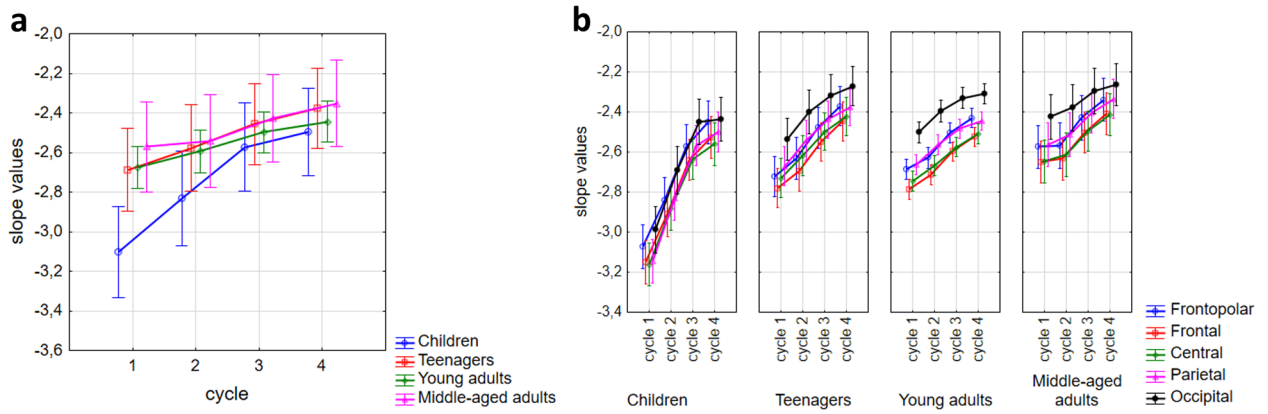 a
slope values
-2,0
-2,2
-2,4
-2,6
-2,8
-3,0
-3,2
-3,4
-3,6
1 2 3 4
cycle
Children
Teenagers
Young adults
Middle-aged adults
b
slope values
-2,0
-2,2
-2,4
-2,6
-2,8
-3,0
-3,2
-3,4
cycle 1
cycle 2
cycle 3
cycle 4
cycle 1
cycle 2
cycle 3
cycle 4
cycle 1
cycle 2
cycle 3
cycle 4
cycle 1
cycle 2
cycle 3
cycle 4
Children
Teenagers
Young adults
Middle-aged
adults
Frontopolar
Frontal
Central
Parietal
Occipital